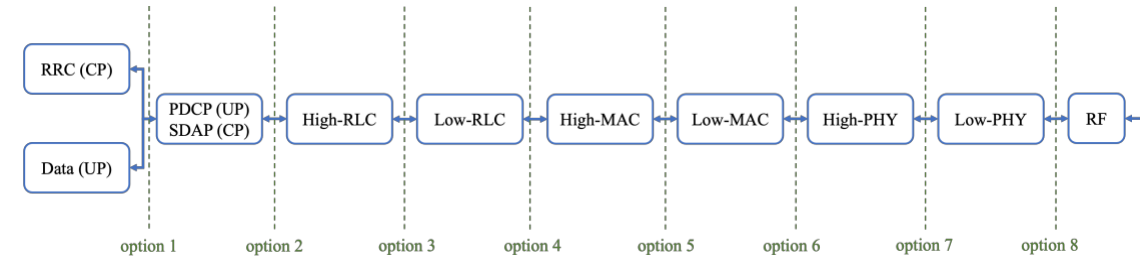 RRC (CP)
Data (UP)
PDCP (UP)
SDAP (CP)
High-RLC
Low-RLC
High-MAC
Low-MAC
High-PHY
Low-PHY
RF
option 1
option 2
option 3
option 4
option 5
option 6
option 7
option 8